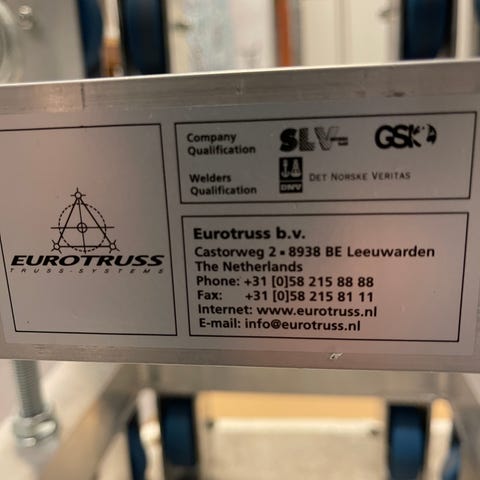 EUROTRUSS
TRUSS-SYSTEMS
Company
Qualification
SLV
GSK
Welders
Qualification
DNV
DET NORSKE VERITAS
Eurotruss b.v.
Castorweg 2 ▪ 8938 BE Leeuwarden
The Netherlands
Phone: +31 [0]58 215 88 88
Fax: +31 [0]58 215 81 11
Internet: www.eurotruss.nl
E-mail: info@eurotruss.nl